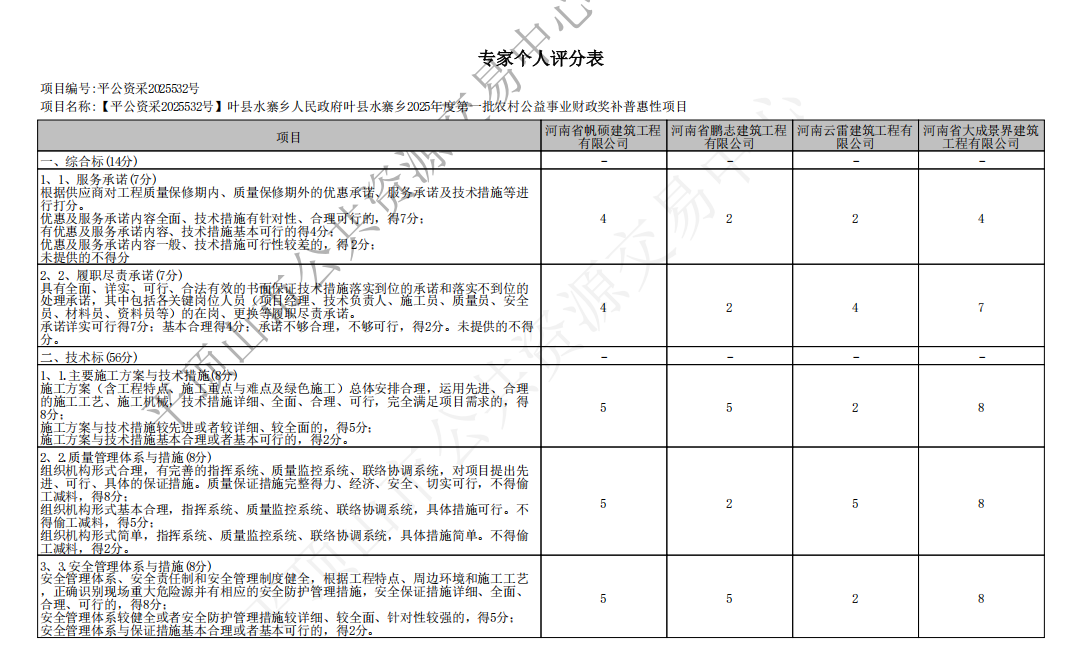 专家个人评分表
项目编号:平公资采2025532号
项目名称:【平公资采2025532号】叶县水寨乡人民政府叶县水寨乡2025年度第一批农村公益事业财政奖补普惠性项目
项目 河南省帆硕建筑工程有限公司 河南省鹏志建筑工程有限公司 河南云雷建筑工程有限公司 河南省大成景界建筑工程有限公司
一、综合标(14分) - - - -
1、1、服务承诺(7分)
根据供应商对工程质量保修期内、质量保修期外的优惠承诺、服务承诺及技术措施等进
行打分。
优惠及服务承诺内容全面、技术措施有针对性、合理可行的,得7分;
有优惠及服务承诺内容、技术措施基本可行的得4分;
优惠及服务承诺内容一般、技术措施可行性较差的,得2分;
未提供的不得分
4 2 2 4
2、2、履职尽责承诺(7分)
具有全面、详实、可行、合法有效的书面保证技术措施落实到位的承诺和落实不到位的
处理承诺,其中包括各关键岗位人员(项目经理、技术负责人、施工员、质量员、安全
员、材料员、资料员等)的在岗、更换等履职尽责承诺。
承诺详实可行得7分;基本合理得4分;承诺不够合理,不够可行,得2分。未提供的不得
分。
4 2 4 7
二、技术标(56分) - - - -
1、1.主要施工方案与技术措施(8分)
施工方案(含工程特点、施工重点与难点及绿色施工)总体安排合理,运用先进、合理
的施工工艺、施工机械,技术措施详细、全面、合理、可行,完全满足项目需求的,得
8分;
施工方案与技术措施较先进或者较详细、较全面的,得5分;
施工方案与技术措施基本合理或者基本可行的,得2分。
5 5 2 8
2、2.质量管理体系与措施(8分)
组织机构形式合理,有完善的指挥系统、质量监控系统、联络协调系统,对项目提出先
进、可行、具体的保证措施。质量保证措施完整得力、经济、安全、切实可行,不得偷
工减料,得8分;
组织机构形式基本合理,指挥系统、质量监控系统、联络协调系统,具体措施可行。不
得偷工减料,得5分;
组织机构形式简单,指挥系统、质量监控系统、联络协调系统,具体措施简单。不得偷
工减料,得2分。
5 2 5 8
3、3.安全管理体系与措施(8分)
安全管理体系、安全责任制和安全管理制度健全,根据工程特点、周边环境和施工工艺
,正确识别现场重大危险源并有相应的安全防护管理措施,安全保证措施详细、全面、
合理、可行的,得8分;
安全管理体系较健全或者安全防护管理措施较详细、较全面、针对性较强的,得5分;
安全管理体系与保证措施基本合理或者基本可行的,得2分。
5 5 2 8
平顶山市公共资源交易中心
平顶山市公共资源交易中心